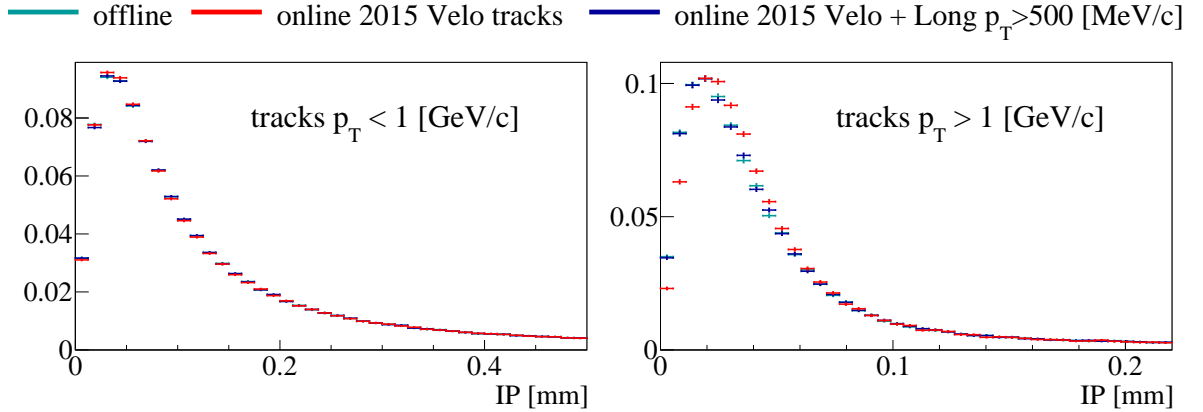 offline online 2015 Velo tracks online 2015 Velo + Long p_T>500 [MeV/c]
tracks p_T < 1 [GeV/c]
0.08
0.06
0.04
0.02
0
0 0.2 0.4
IP [mm]
tracks p_T > 1 [GeV/c]
0.1
0.05
0
0 0.1 0.2
IP [mm]